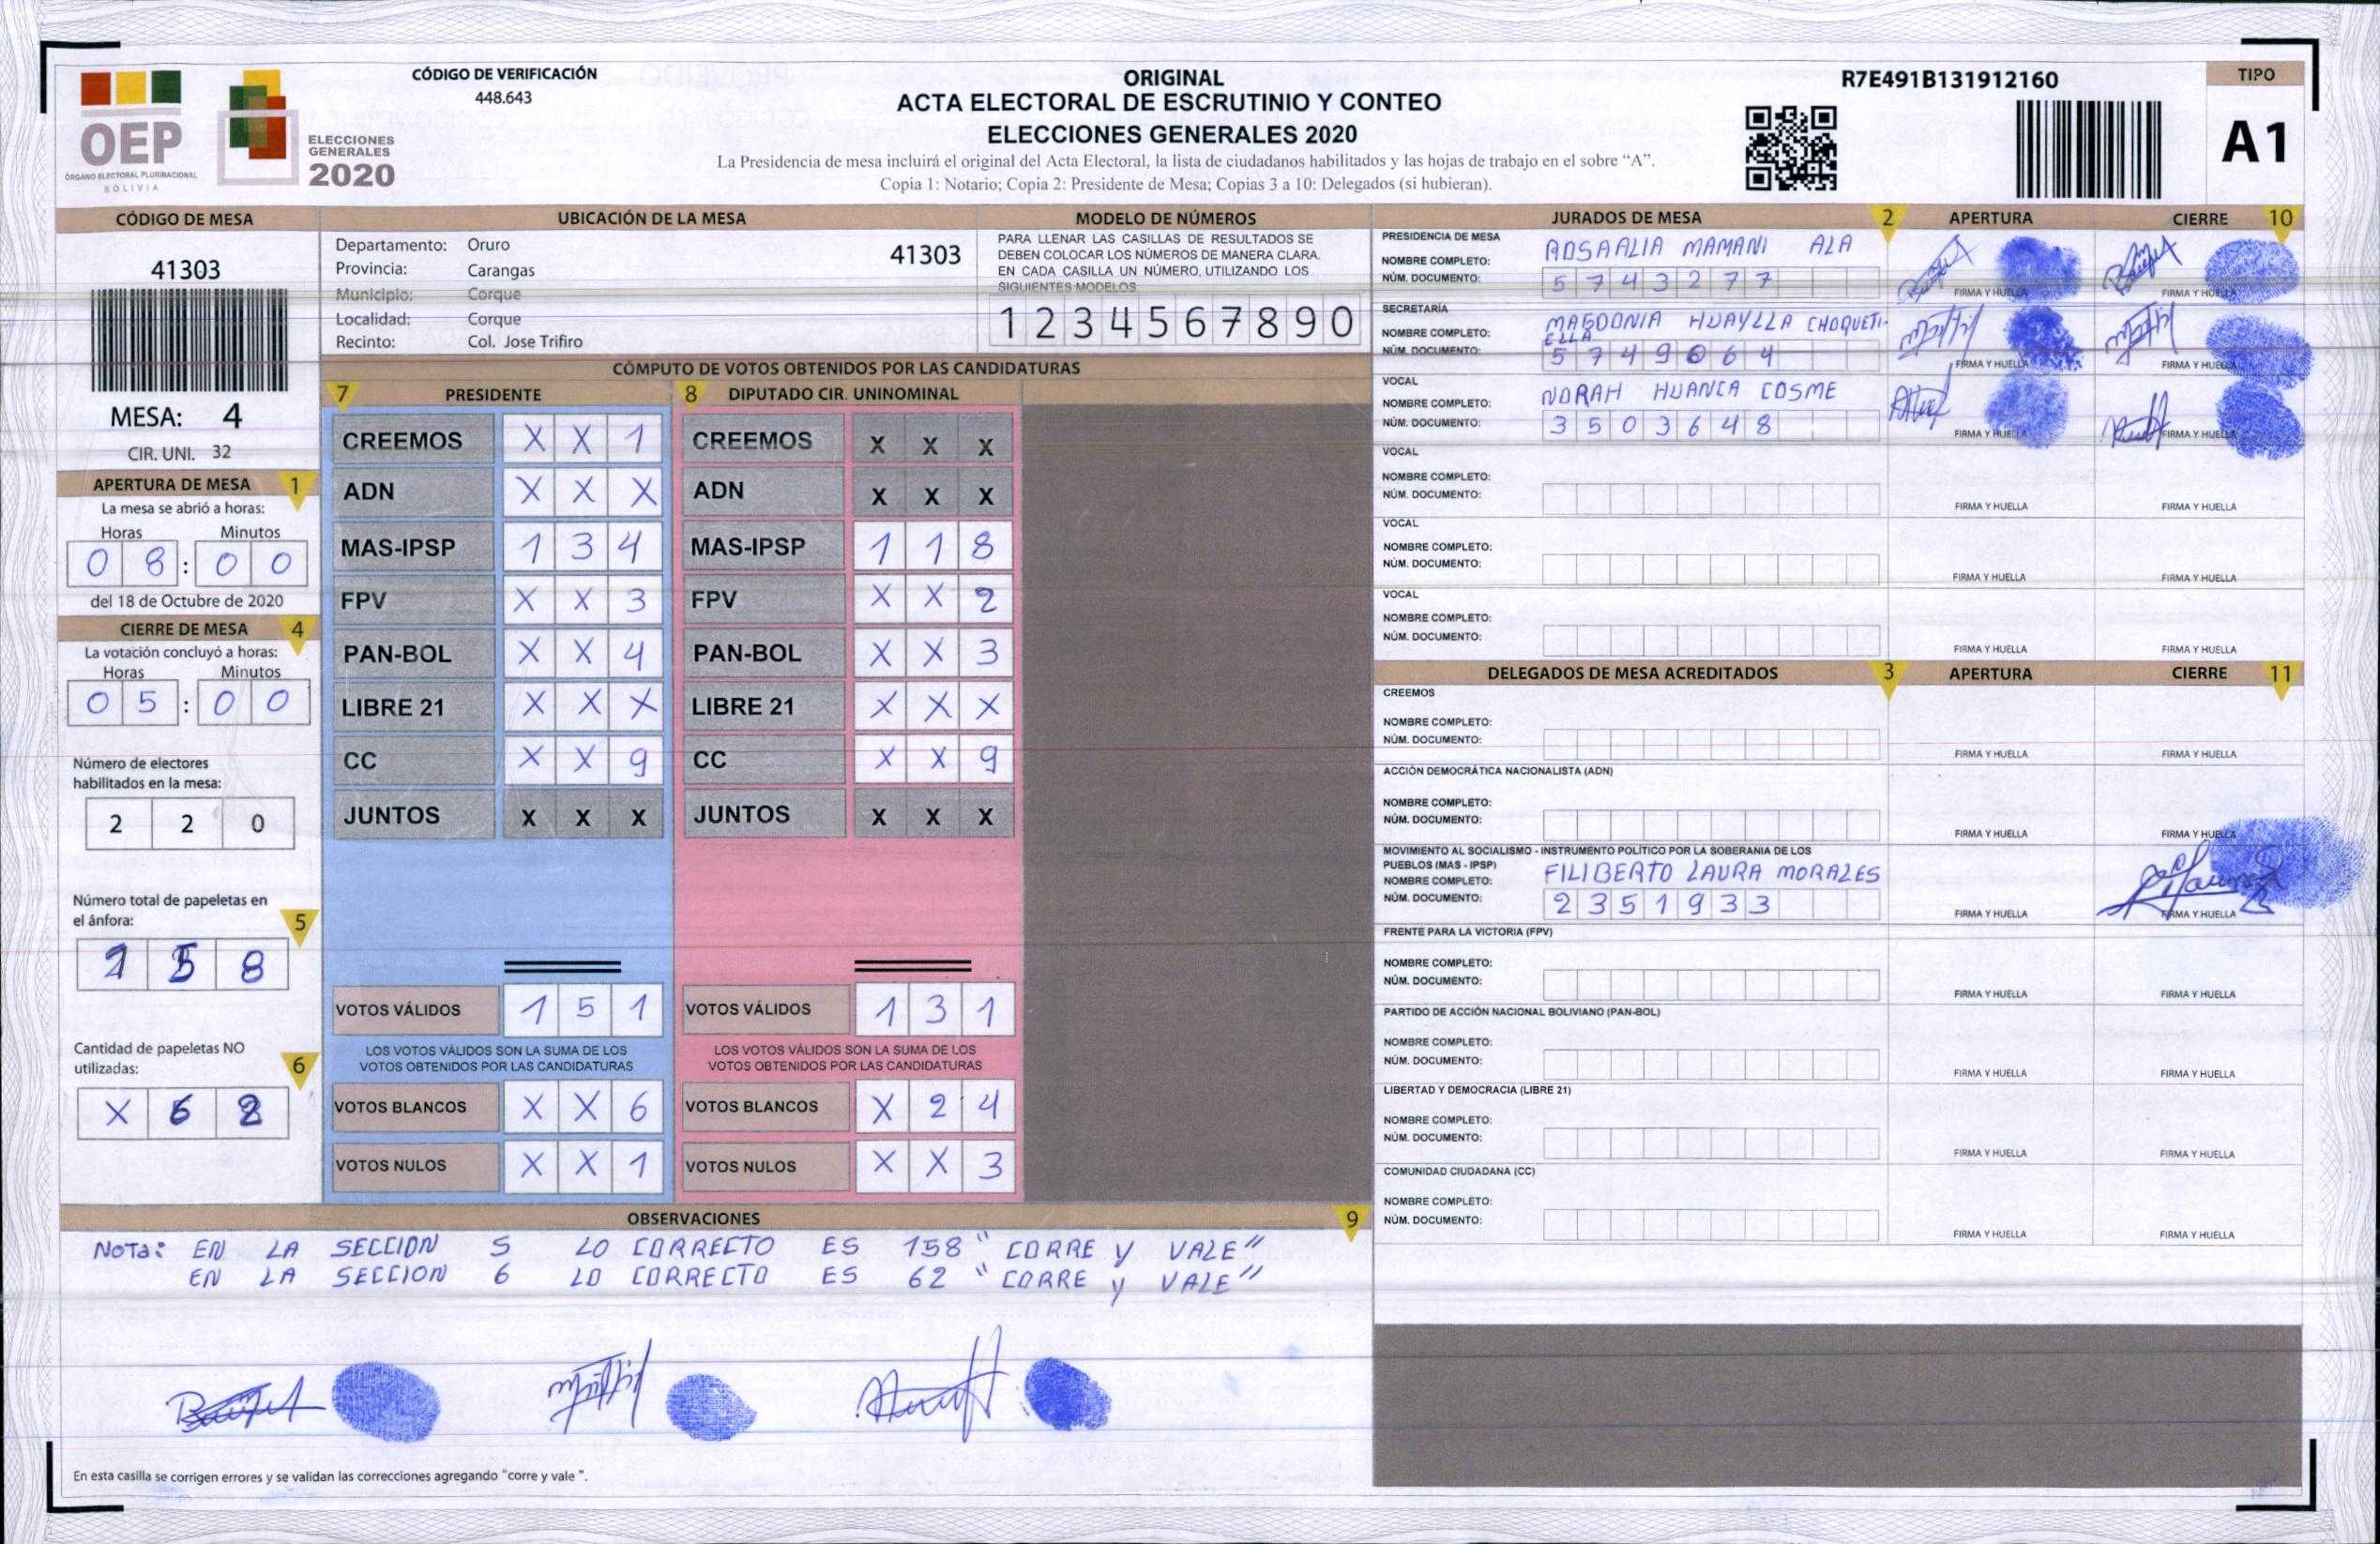 OEP
ÓRGANO ELECTORAL PLURINACIONAL
BOLIVIA
ELECCIONES
GENERALES
2020
CÓDIGO DE VERIFICACIÓN
448.643
ORIGINAL
ACTA ELECTORAL DE ESCRUTINIO Y CONTEO
ELECCIONES GENERALES 2020
La Presidencia de mesa incluirá el original del Acta Electoral, la lista de ciudadanos habilitados y las hojas de trabajo en el sobre “A”.
Copia 1: Notario; Copia 2: Presidente de Mesa; Copias 3 a 10: Delegados (si hubieran).
R7E491B131912160
TIPO
A1
CÓDIGO DE MESA
41303
MESA: 4
CIR. UNI. 32
APERTURA DE MESA 1
La mesa se abrió a horas:
Horas Minutos
0 8 : 0 0
del 18 de Octubre de 2020
CIERRE DE MESA 4
La votación concluyó a horas:
Horas Minutos
0 5 : 0 0
Número de electores
habilitados en la mesa:
2 2 0
Número total de papeletas en
el ánfora: 5
1 5 8
Cantidad de papeletas NO
utilizadas: 6
X 6 2
UBICACIÓN DE LA MESA
Departamento: Oruro 41303
Provincia: Carangas
Municipio: Corque
Localidad: Corque
Recinto: Col. Jose Trifiro
MODELO DE NÚMEROS
PARA LLENAR LAS CASILLAS DE RESULTADOS SE
DEBEN COLOCAR LOS NÚMEROS DE MANERA CLARA.
EN CADA CASILLA UN NÚMERO, UTILIZANDO LOS
SIGUIENTES MODELOS
1 2 3 4 5 6 7 8 9 0
CÓMPUTO DE VOTOS OBTENIDOS POR LAS CANDIDATURAS
7 PRESIDENTE 8 DIPUTADO CIR. UNINOMINAL
CREEMOS X X 1 CREEMOS X X X
ADN X X X ADN X X X
MAS-IPSP 1 3 4 MAS-IPSP 1 1 8
FPV X X 3 FPV X X 2
PAN-BOL X X 4 PAN-BOL X X 3
LIBRE 21 X X X LIBRE 21 X X X
CC X X 9 CC X X 9
JUNTOS X X X JUNTOS X X X
VOTOS VÁLIDOS 1 5 1 VOTOS VÁLIDOS 1 3 1
LOS VOTOS VÁLIDOS SON LA SUMA DE LOS LOS VOTOS VÁLIDOS SON LA SUMA DE LOS
VOTOS OBTENIDOS POR LAS CANDIDATURAS VOTOS OBTENIDOS POR LAS CANDIDATURAS
VOTOS BLANCOS X X 6 VOTOS BLANCOS X 2 4
VOTOS NULOS X X 1 VOTOS NULOS X X 3
OBSERVACIONES 9
NOTA: EN LA SECCION 5 LO CORRECTO ES 158 "CORRE y VALE"
EN LA SECCION 6 LO CORRECTO ES 62 "CORRE y VALE"
En esta casilla se corrigen errores y se validan las correcciones agregando "corre y vale ".
JURADOS DE MESA 2 APERTURA CIERRE 10
PRESIDENCIA DE MESA
NOMBRE COMPLETO: ROSAALIA MAMANI ALA
NÚM. DOCUMENTO: 5 7 4 3 2 7 7
FIRMA Y HUELLA FIRMA Y HUELLA
SECRETARÍA
NOMBRE COMPLETO: MAGDONIA HUAYLLA CHOQUETI-
ELLA
NÚM. DOCUMENTO: 5 7 4 9 0 6 4
FIRMA Y HUELLA FIRMA Y HUELLA
VOCAL
NOMBRE COMPLETO: NORAH HUANCA COSME
NÚM. DOCUMENTO: 3 5 0 3 6 4 8
FIRMA Y HUELLA FIRMA Y HUELLA
VOCAL
NOMBRE COMPLETO:
NÚM. DOCUMENTO:
FIRMA Y HUELLA FIRMA Y HUELLA
VOCAL
NOMBRE COMPLETO:
NÚM. DOCUMENTO:
FIRMA Y HUELLA FIRMA Y HUELLA
VOCAL
NOMBRE COMPLETO:
NÚM. DOCUMENTO:
FIRMA Y HUELLA FIRMA Y HUELLA
DELEGADOS DE MESA ACREDITADOS 3 APERTURA CIERRE 11
CREEMOS
NOMBRE COMPLETO:
NÚM. DOCUMENTO:
FIRMA Y HUELLA FIRMA Y HUELLA
ACCIÓN DEMOCRÁTICA NACIONALISTA (ADN)
NOMBRE COMPLETO:
NÚM. DOCUMENTO:
FIRMA Y HUELLA FIRMA Y HUELLA
MOVIMIENTO AL SOCIALISMO - INSTRUMENTO POLÍTICO POR LA SOBERANIA DE LOS
PUEBLOS (MAS - IPSP)
NOMBRE COMPLETO: FILIBERTO LAURA MORALES
NÚM. DOCUMENTO: 2 3 5 1 9 3 3
FIRMA Y HUELLA FIRMA Y HUELLA
FRENTE PARA LA VICTORIA (FPV)
NOMBRE COMPLETO:
NÚM. DOCUMENTO:
FIRMA Y HUELLA FIRMA Y HUELLA
PARTIDO DE ACCIÓN NACIONAL BOLIVIANO (PAN-BOL)
NOMBRE COMPLETO:
NÚM. DOCUMENTO:
FIRMA Y HUELLA FIRMA Y HUELLA
LIBERTAD Y DEMOCRACIA (LIBRE 21)
NOMBRE COMPLETO:
NÚM. DOCUMENTO:
FIRMA Y HUELLA FIRMA Y HUELLA
COMUNIDAD CIUDADANA (CC)
NOMBRE COMPLETO:
NÚM. DOCUMENTO:
FIRMA Y HUELLA FIRMA Y HUELLA